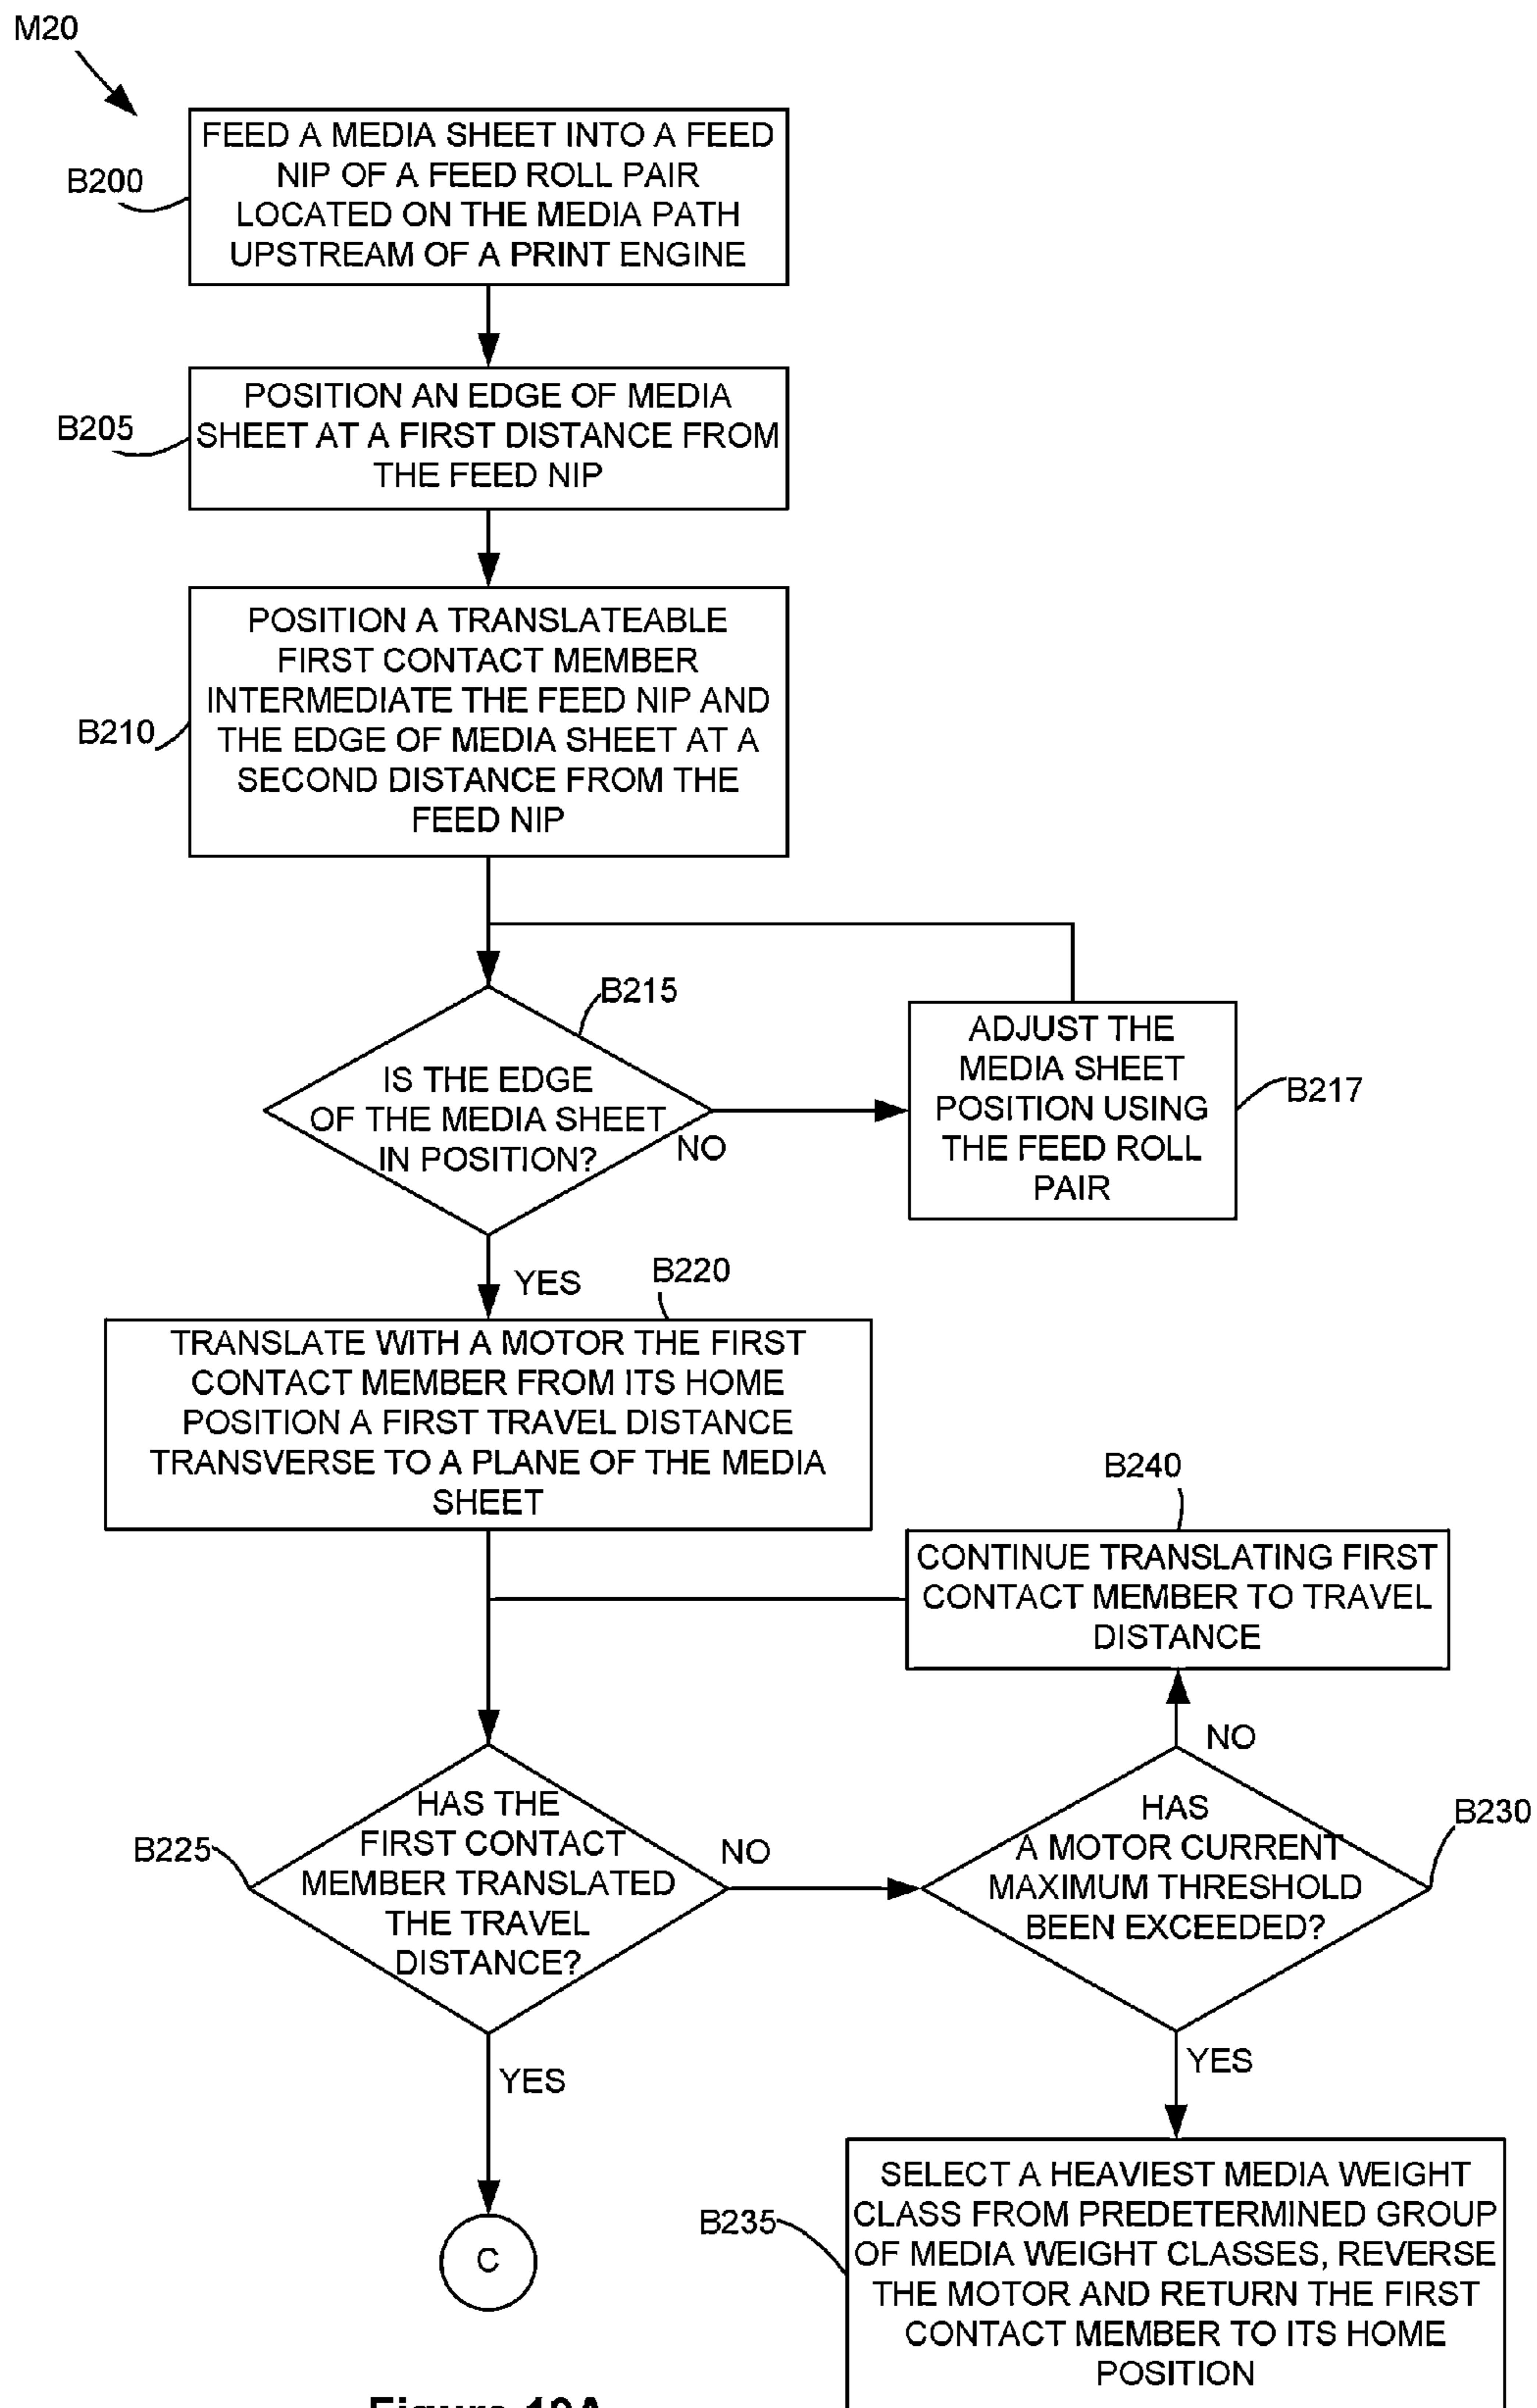 M20
FEED A MEDIA SHEET INTO A FEED
NIP OF A FEED ROLL PAIR
LOCATED ON THE MEDIA PATH
UPSTREAM OF A PRINT ENGINE
B200
POSITION AN EDGE OF MEDIA
SHEET AT A FIRST DISTANCE FROM
THE FEED NIP
B205
POSITION A TRANSLATEABLE
FIRST CONTACT MEMBER
INTERMEDIATE THE FEED NIP AND
THE EDGE OF MEDIA SHEET AT A
SECOND DISTANCE FROM THE
FEED NIP
B210
B215
IS THE EDGE
OF THE MEDIA SHEET
IN POSITION?
NO
ADJUST THE
MEDIA SHEET
POSITION USING
THE FEED ROLL
PAIR
B217
YES
B220
TRANSLATE WITH A MOTOR THE FIRST
CONTACT MEMBER FROM ITS HOME
POSITION A FIRST TRAVEL DISTANCE
TRANSVERSE TO A PLANE OF THE MEDIA
SHEET
B240
CONTINUE TRANSLATING FIRST
CONTACT MEMBER TO TRAVEL
DISTANCE
NO
B225
HAS THE
FIRST CONTACT
MEMBER TRANSLATED
THE TRAVEL
DISTANCE?
NO
HAS
A MOTOR CURRENT
MAXIMUM THRESHOLD
BEEN EXCEEDED?
B230
YES
YES
C
B235
SELECT A HEAVIEST MEDIA WEIGHT
CLASS FROM PREDETERMINED GROUP
OF MEDIA WEIGHT CLASSES, REVERSE
THE MOTOR AND RETURN THE FIRST
CONTACT MEMBER TO ITS HOME
POSITION